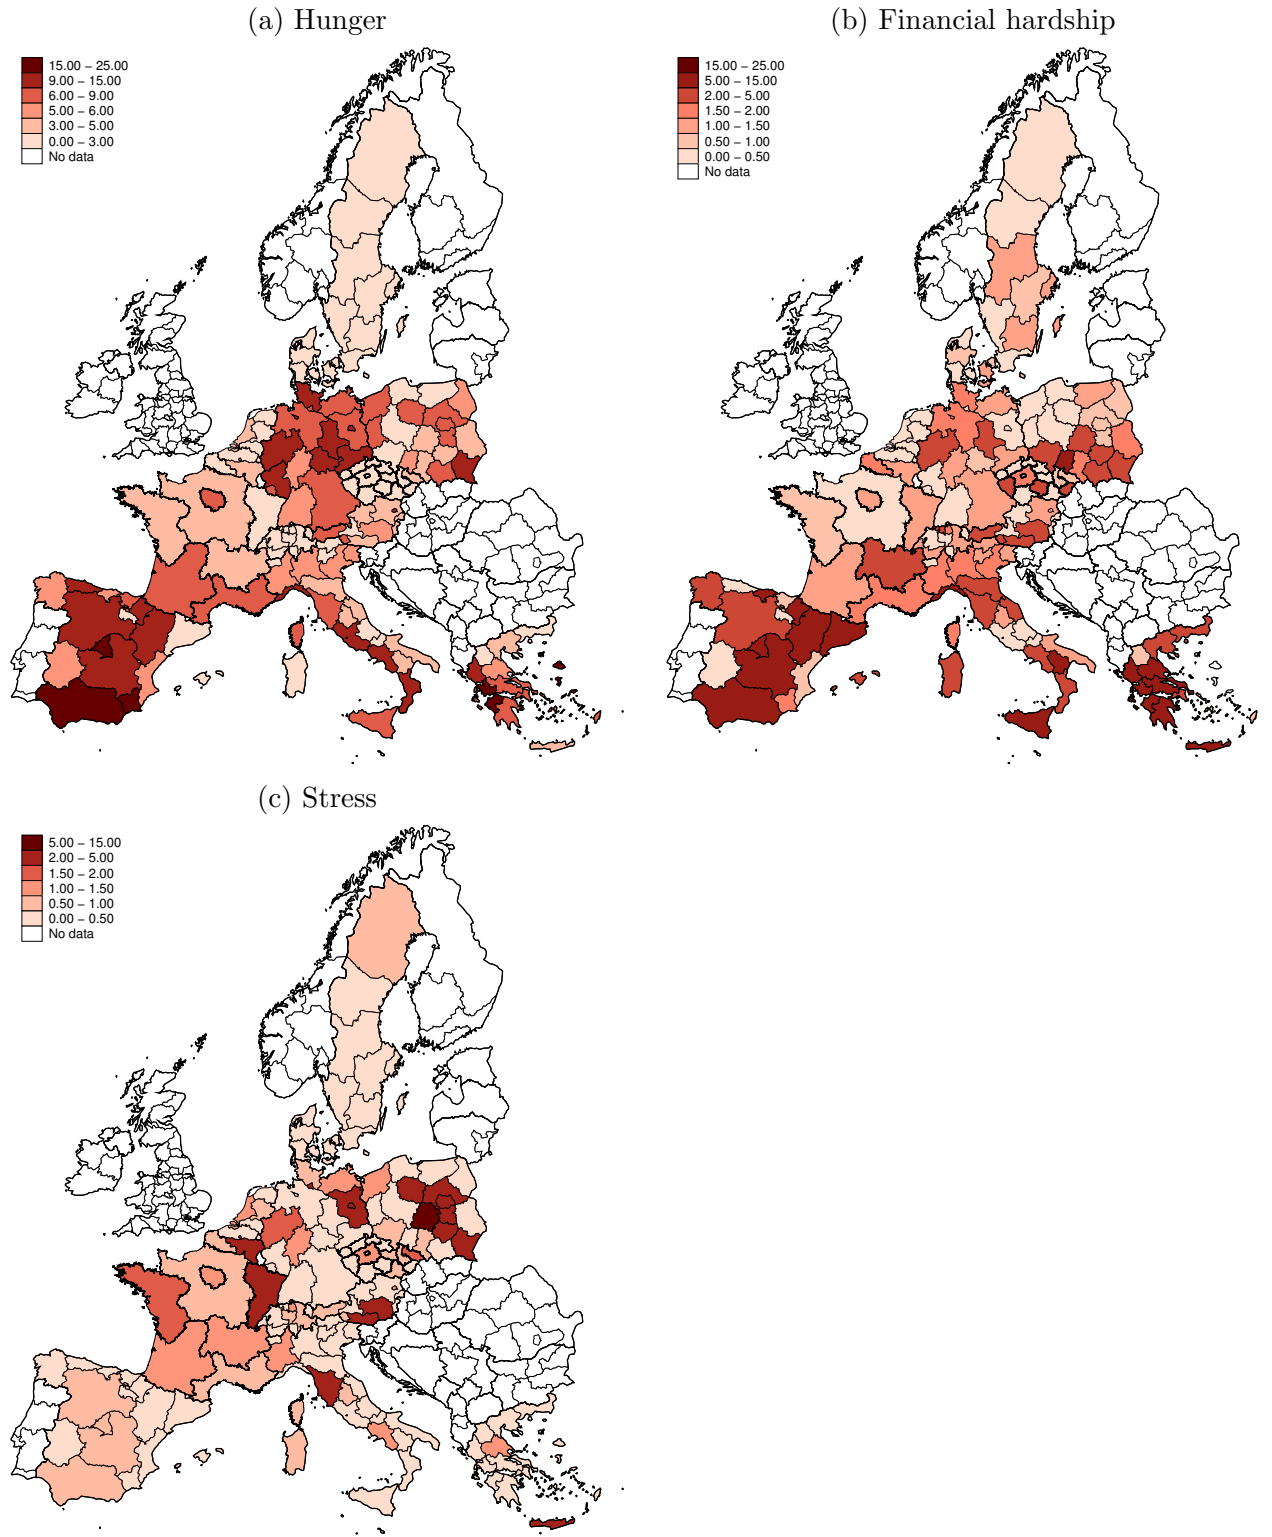 (a) Hunger
15.00 – 25.00
9.00 – 15.00
6.00 – 9.00
5.00 – 6.00
3.00 – 5.00
0.00 – 3.00
No data
(b) Financial hardship
15.00 – 25.00
5.00 – 15.00
2.00 – 5.00
1.50 – 2.00
1.00 – 1.50
0.50 – 1.00
0.00 – 0.50
No data
(c) Stress
5.00 – 15.00
2.00 – 5.00
1.50 – 2.00
1.00 – 1.50
0.50 – 1.00
0.00 – 0.50
No data